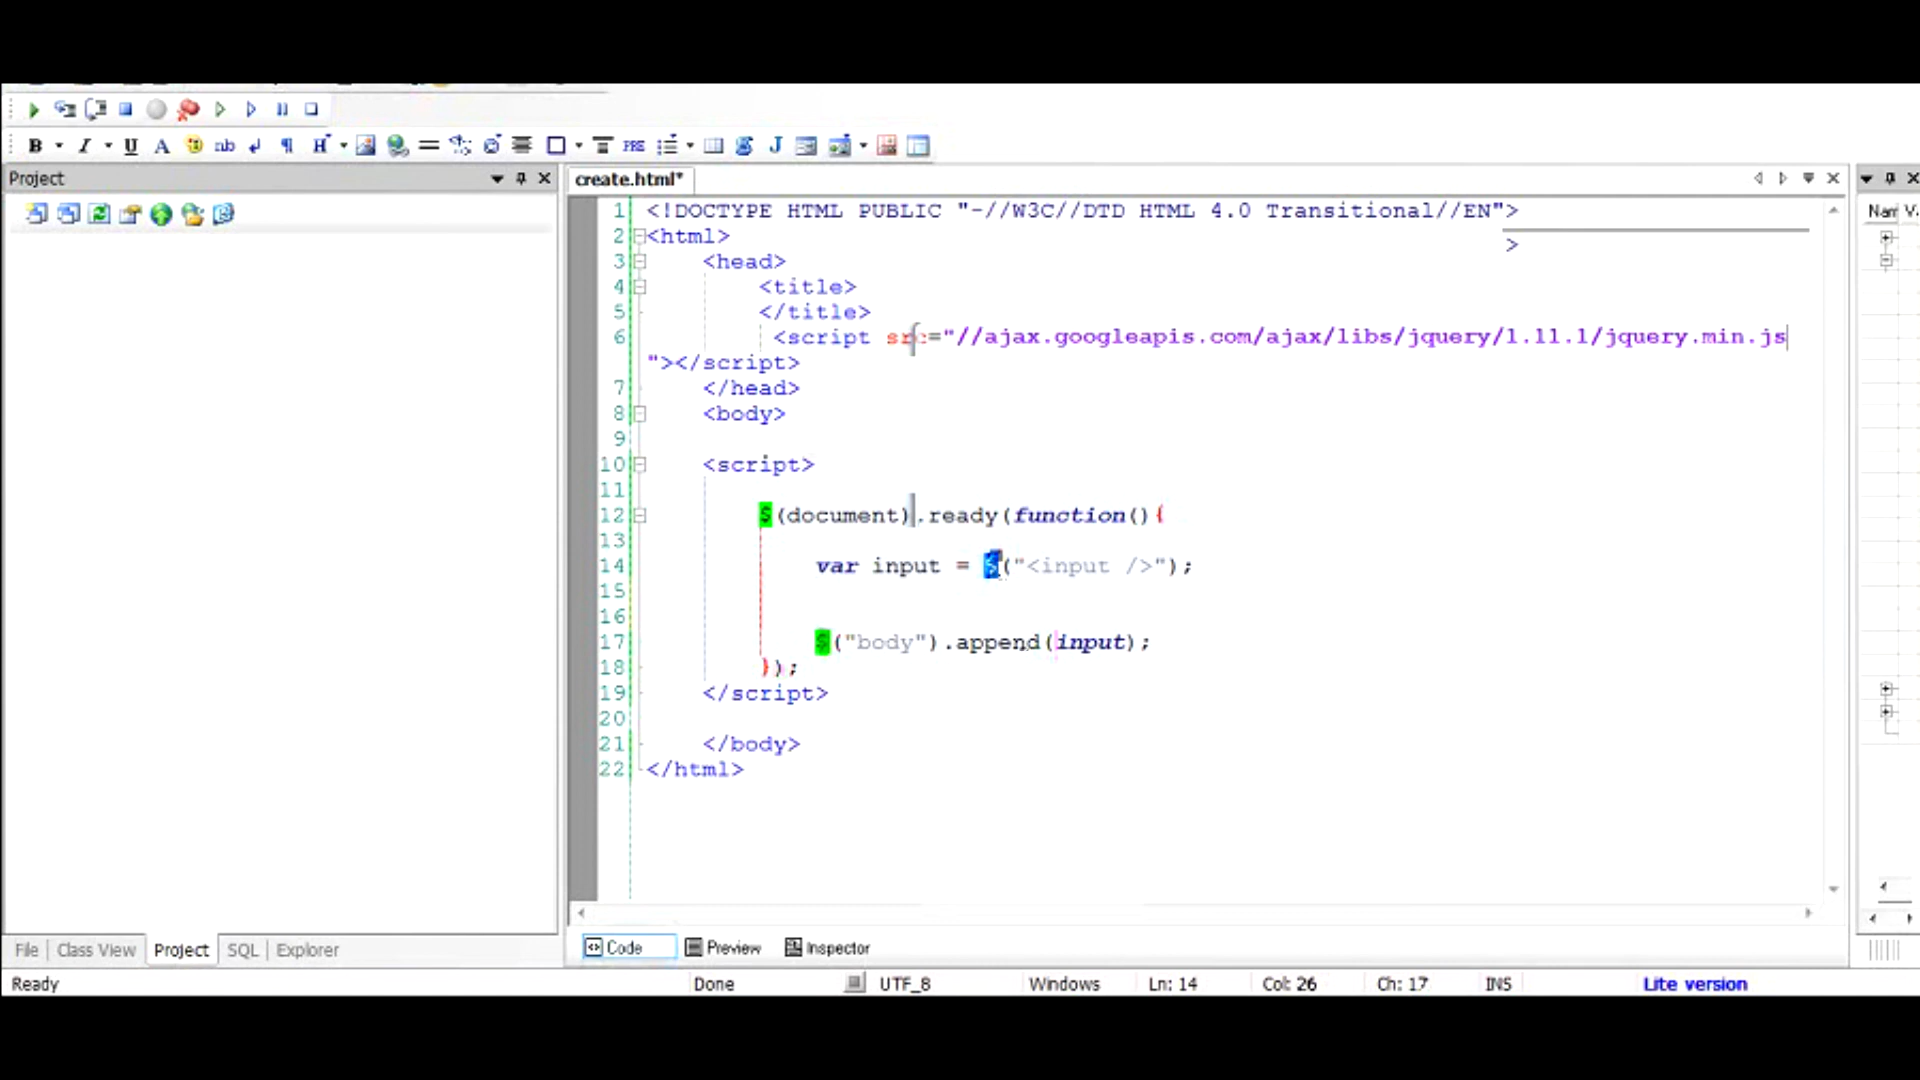 B I U A ab H PRE J
Project
create.html*
Nam V
1 <!DOCTYPE HTML PUBLIC "-//W3C//DTD HTML 4.0 Transitional//EN">
>
2 <html>
3 <head>
4 <title>
5 </title>
6 <script src="//ajax.googleapis.com/ajax/libs/jquery/1.11.1/jquery.min.js
"></script>
7 </head>
8 <body>
9
10 <script>
11
12 $(document).ready(function(){
13
14 var input = $("<input />");
15
16
17 $("body").append(input);
18 });
19 </script>
20
21 </body>
22 </html>
File Class View Project SQL Explorer
Code Preview Inspector
Ready Done UTF_8 Windows Ln: 14 Col: 26 Ch: 17 INS Lite version